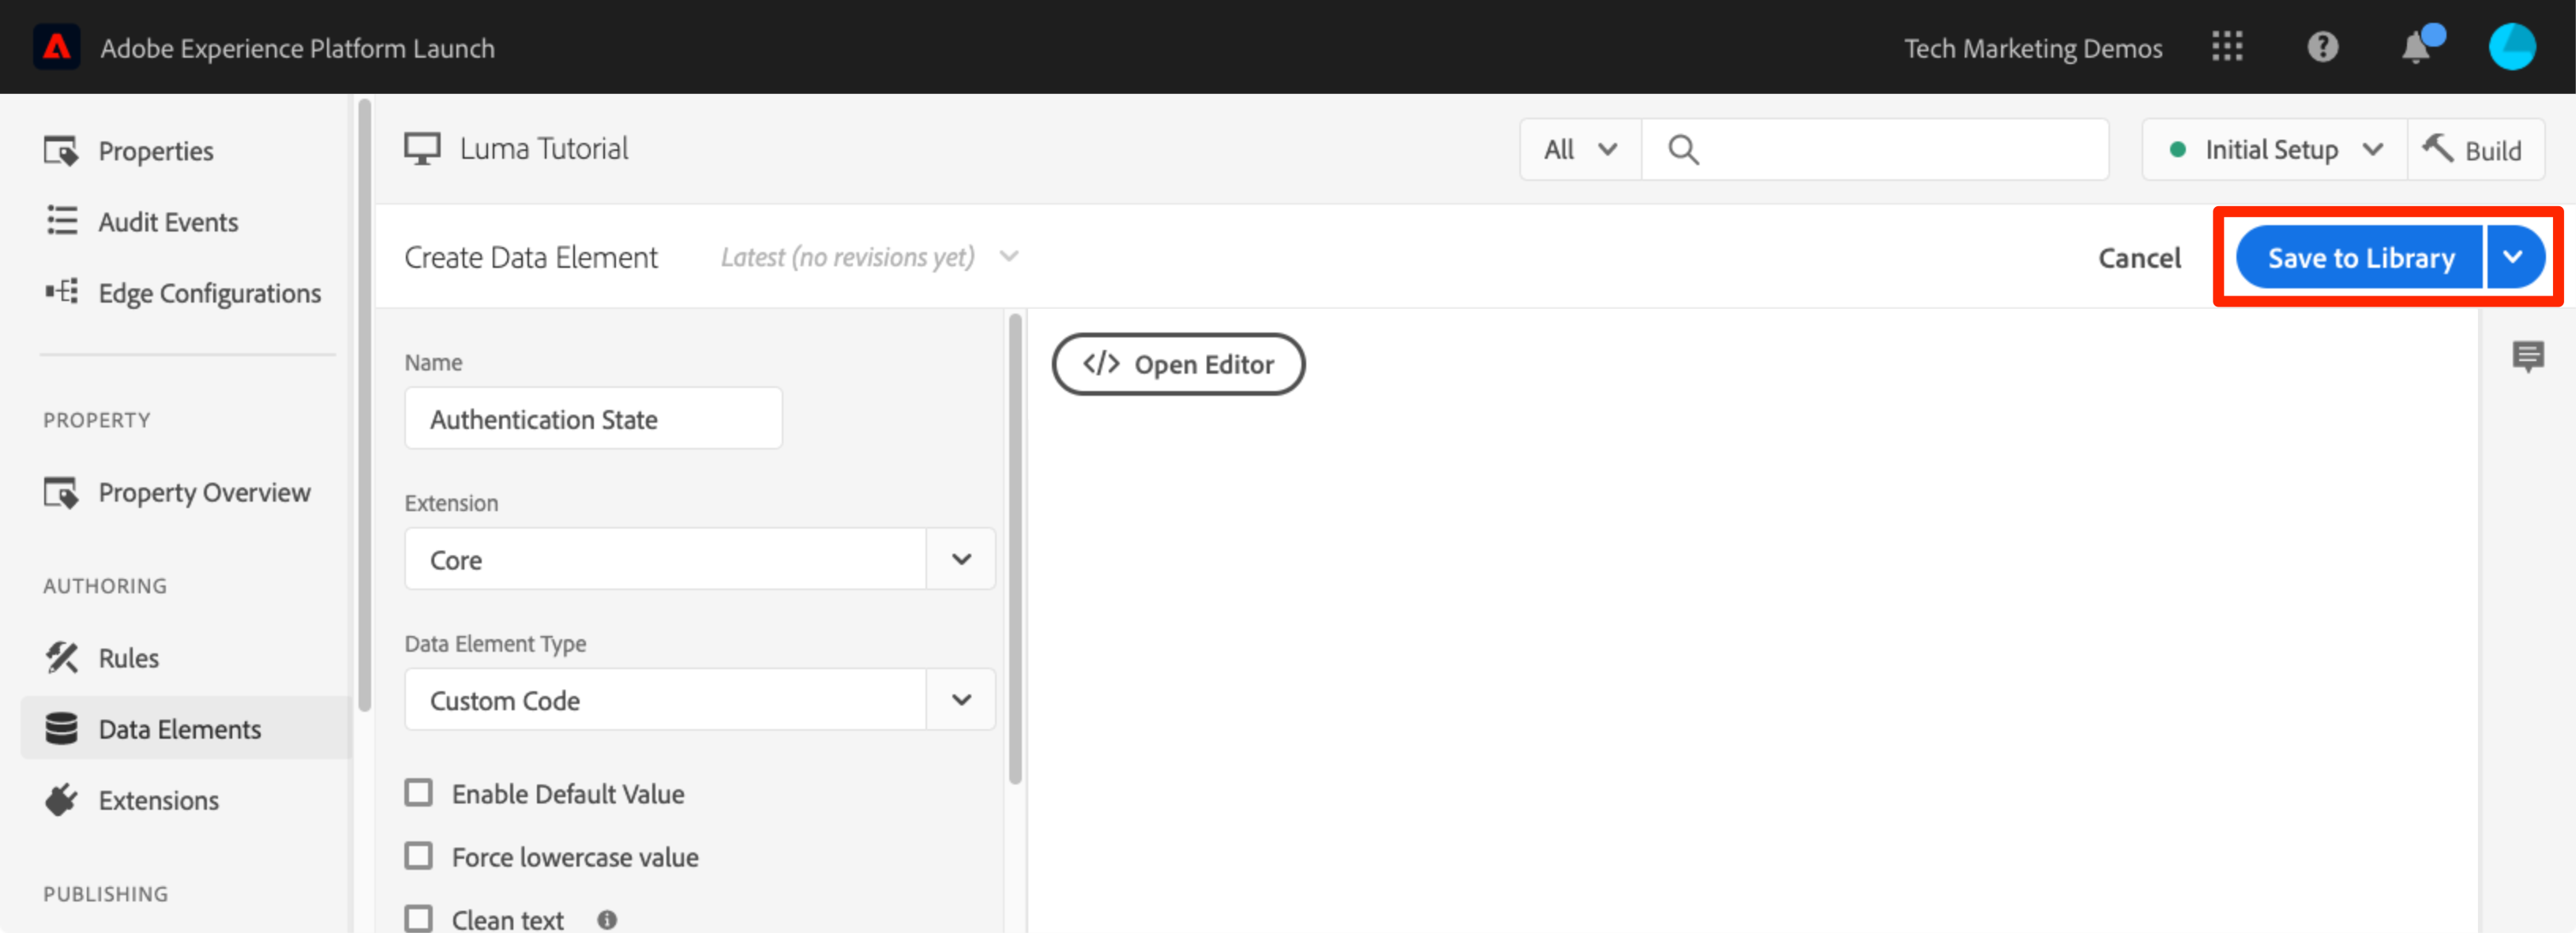 Adobe Experience Platform Launch
Tech Marketing Demos
Properties
Audit Events
Edge Configurations
PROPERTY
Property Overview
AUTHORING
Rules
Data Elements
Extensions
PUBLISHING
Luma Tutorial
All
Initial Setup
Build
Create Data Element
Latest (no revisions yet)
Cancel
Save to Library
Name
Authentication State
Extension
Core
Data Element Type
Custom Code
Enable Default Value
Force lowercase value
Clean text
</> Open Editor